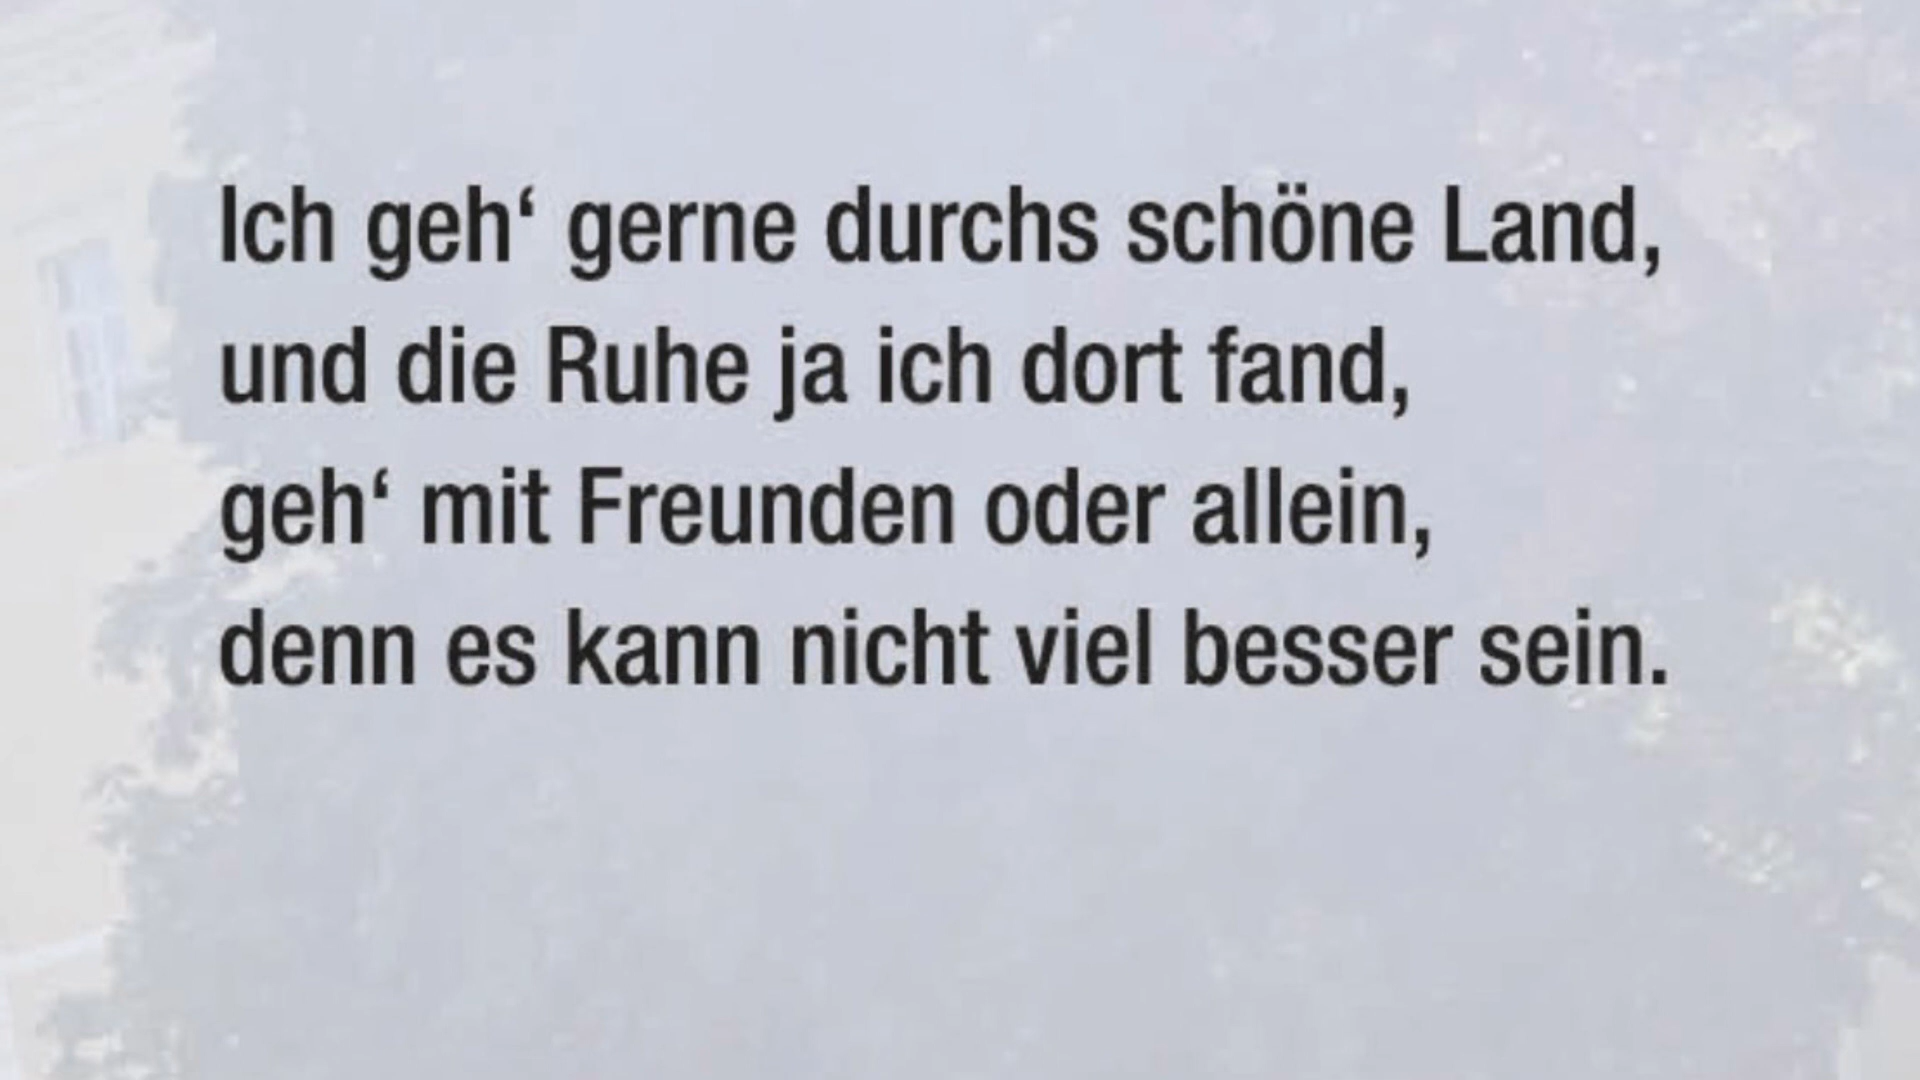 Ich geh‘ gerne durchs schöne Land,
und die Ruhe ja ich dort fand,
geh‘ mit Freunden oder allein,
denn es kann nicht viel besser sein.